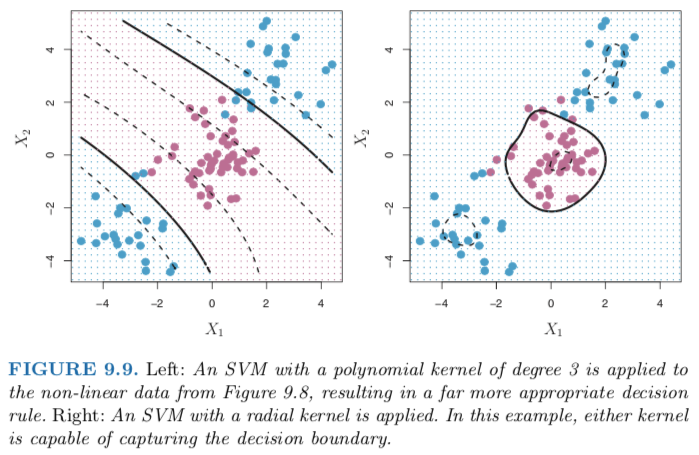 4
2
0
−2
−4
X2
−4
−2
0
2
4
X1
4
2
0
−2
−4
X2
−4
−2
0
2
4
X1
FIGURE 9.9. Left: An SVM with a polynomial kernel of degree 3 is applied to
the non-linear data from Figure 9.8, resulting in a far more appropriate decision
rule. Right: An SVM with a radial kernel is applied. In this example, either kernel
is capable of capturing the decision boundary.